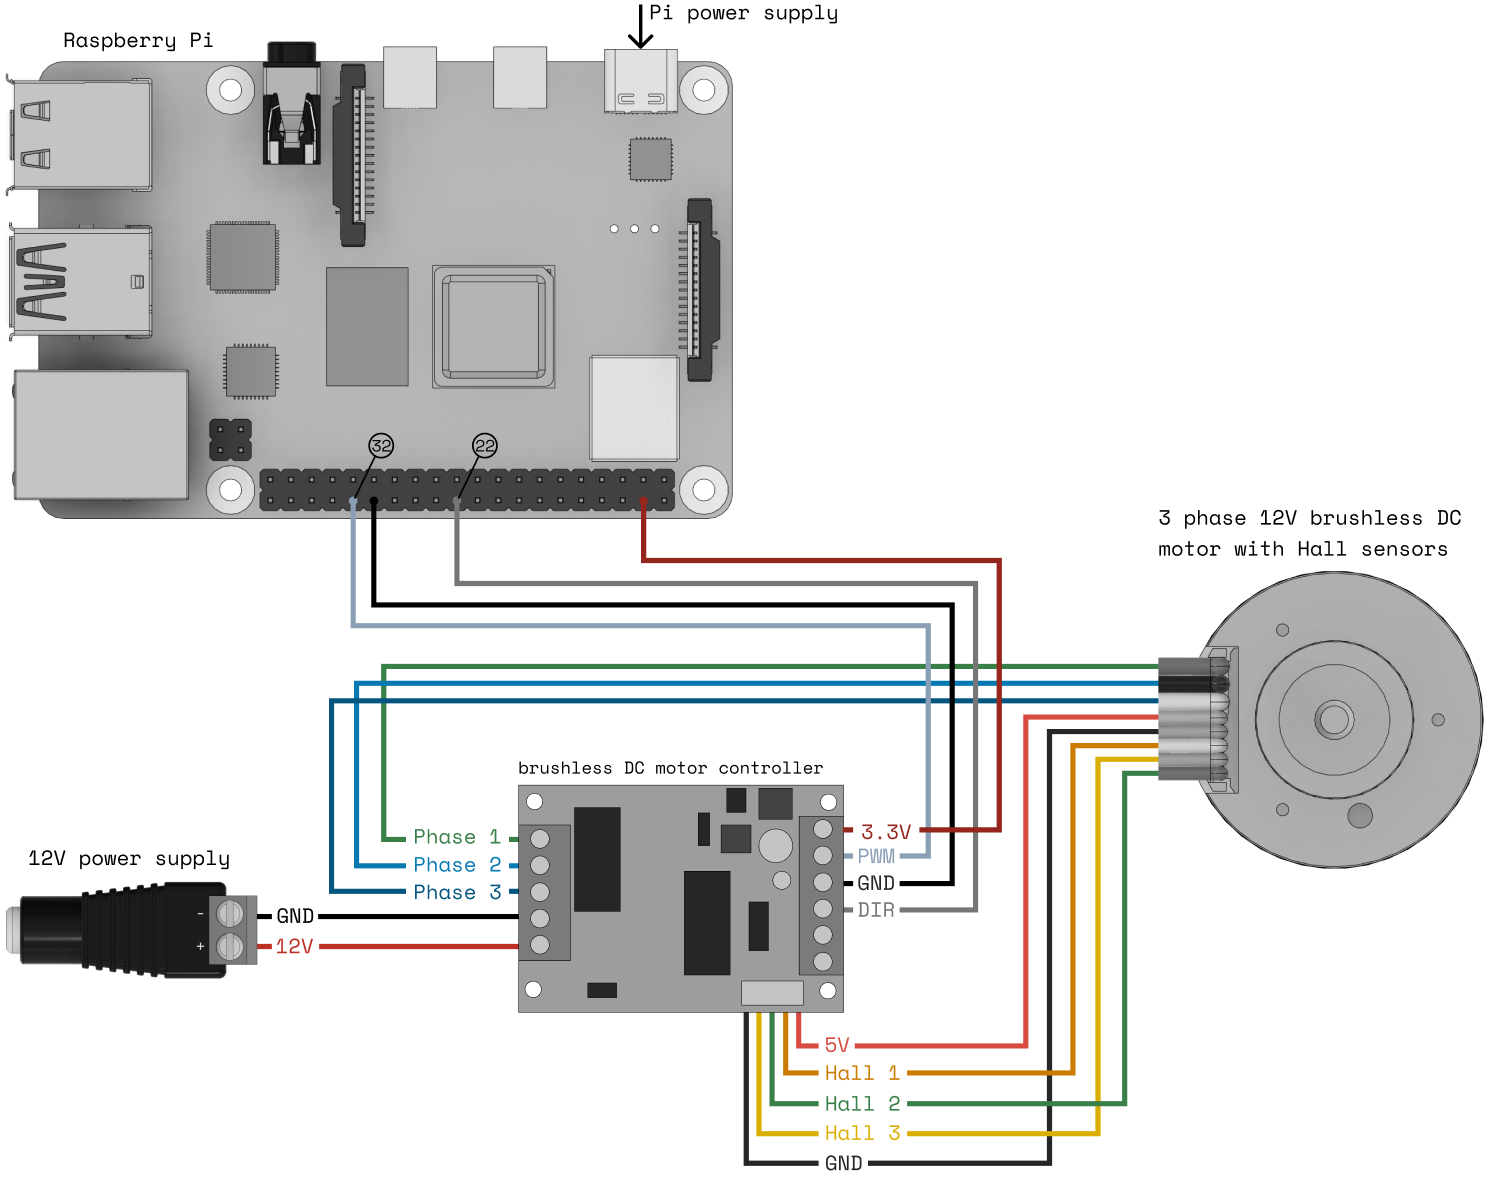 Pi power supply
Raspberry Pi
32
22
3 phase 12V brushless DC
motor with Hall sensors
brushless DC motor controller
Phase 1
Phase 2
Phase 3
3.3V
PWM
GND
DIR
12V power supply
-
GND
+
12V
5V
Hall 1
Hall 2
Hall 3
GND